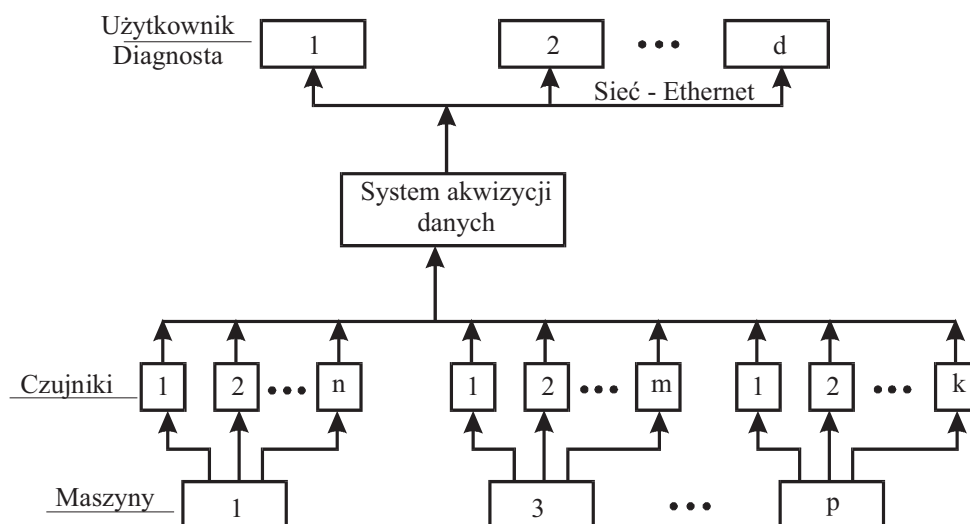 Użytkownik
Diagnosta
1 2 ••• d
Sieć - Ethernet
System akwizycji
danych
Czujniki 1 2 ••• n 1 2 ••• m 1 2 ••• k
Maszyny 1 3 ••• p